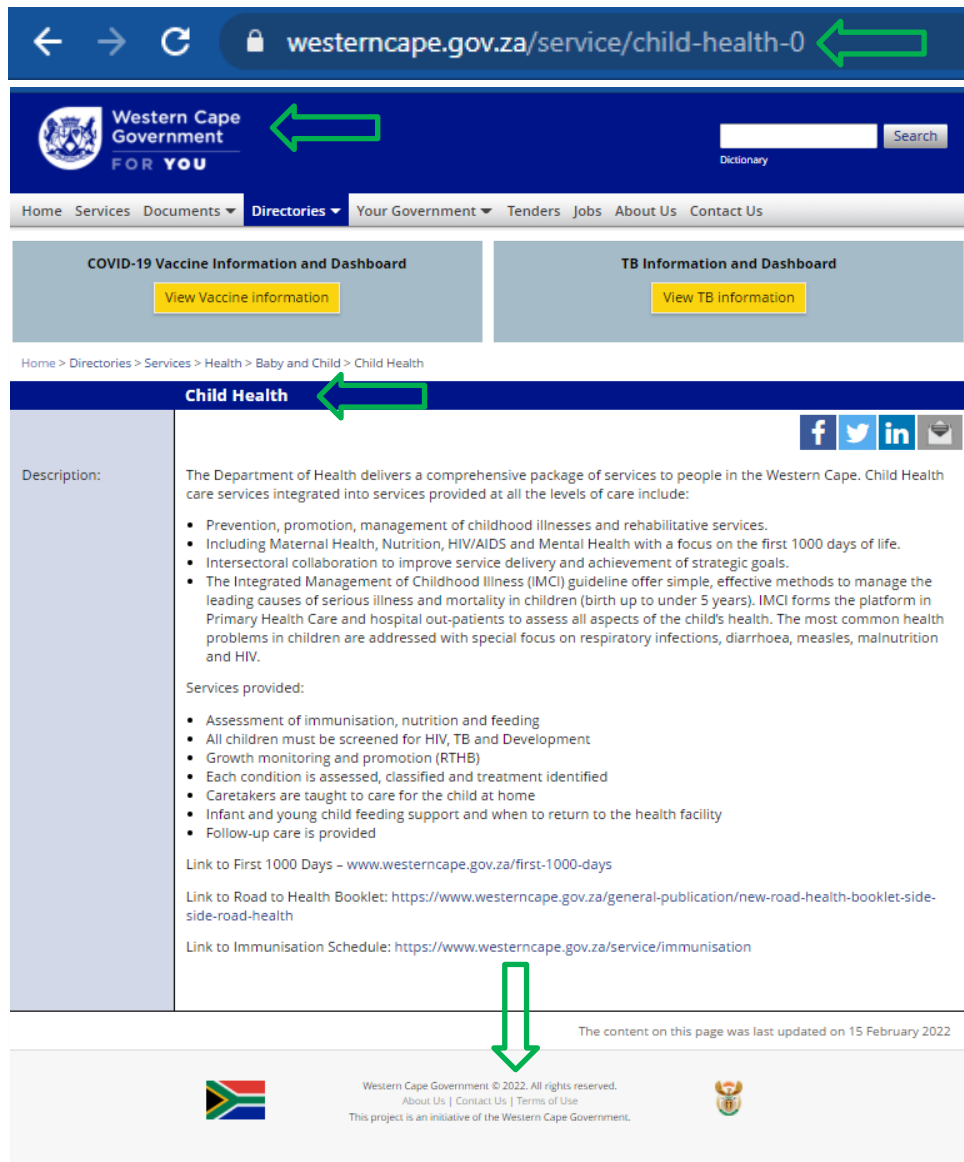 westerncape.gov.za/service/child-health-0
Western Cape
Government
FOR YOU
Search
Dictionary
Home Services Documents Directories Your Government Tenders Jobs About Us Contact Us
COVID-19 Vaccine Information and Dashboard
View Vaccine information
TB Information and Dashboard
View TB information
Home > Directories > Services > Health > Baby and Child > Child Health
Child Health
f in
Description:
The Department of Health delivers a comprehensive package of services to people in the Western Cape. Child Health
care services integrated into services provided at all the levels of care include:
• Prevention, promotion, management of childhood illnesses and rehabilitative services.
• Including Maternal Health, Nutrition, HIV/AIDS and Mental Health with a focus on the first 1000 days of life.
• Intersectoral collaboration to improve service delivery and achievement of strategic goals.
• The Integrated Management of Childhood Illness (IMCI) guideline offer simple, effective methods to manage the
leading causes of serious illness and mortality in children (birth up to under 5 years). IMCI forms the platform in
Primary Health Care and hospital out-patients to assess all aspects of the child's health. The most common health
problems in children are addressed with special focus on respiratory infections, diarrhoea, measles, malnutrition
and HIV.
Services provided:
• Assessment of immunisation, nutrition and feeding
• All children must be screened for HIV, TB and Development
• Growth monitoring and promotion (RTHB)
• Each condition is assessed, classified and treatment identified
• Caretakers are taught to care for the child at home
• Infant and young child feeding support and when to return to the health facility
• Follow-up care is provided
Link to First 1000 Days – www.westerncape.gov.za/first-1000-days
Link to Road to Health Booklet: https://www.westerncape.gov.za/general-publication/new-road-health-booklet-side-
side-road-health
Link to Immunisation Schedule: https://www.westerncape.gov.za/service/immunisation
The content on this page was last updated on 15 February 2022
Western Cape Government © 2022. All rights reserved.
About Us | Contact Us | Terms of Use
This project is an initiative of the Western Cape Government.